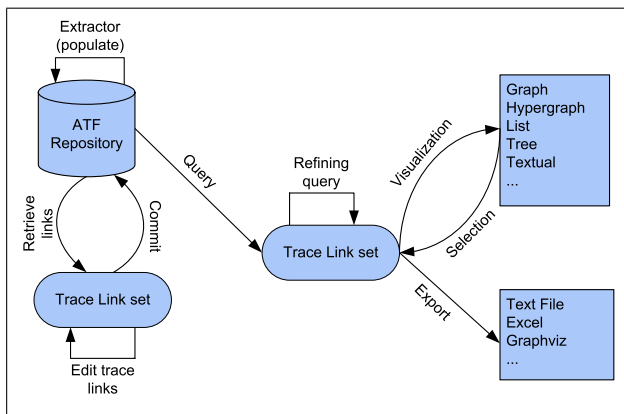 Extractor
(populate)
ATF
Repository
Query
Retrieve
links
Commit
Trace Link set
Edit trace
links
Refining
query
Trace Link set
Visualization
Selection
Export
Graph
Hypergraph
List
Tree
Textual
...
Text File
Excel
Graphviz
...